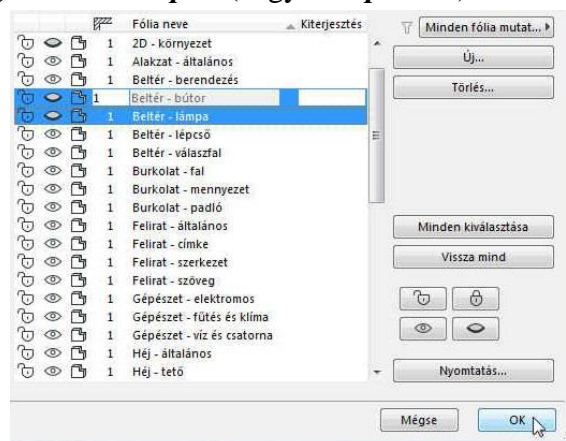 Fólia neve Kiterjesztés
1 2D - környezet
1 Alakzat - általános
1 Beltér - berendezés
1 Beltér - bútor
1 Beltér - lámpa
1 Beltér - lépcső
1 Beltér - válaszfal
1 Burkolat - fal
1 Burkolat - mennyezet
1 Burkolat - padló
1 Felirat - általános
1 Felirat - címke
1 Felirat - szerkezet
1 Felirat - szöveg
1 Gépészet - elektromos
1 Gépészet - fűtés és klíma
1 Gépészet - víz és csatorna
1 Héj - általános
1 Héj - tető
Minden fólia mutat...
Új...
Törlés...
Minden kiválasztása
Vissza mind
Nyomtatás...
Mégse
OK